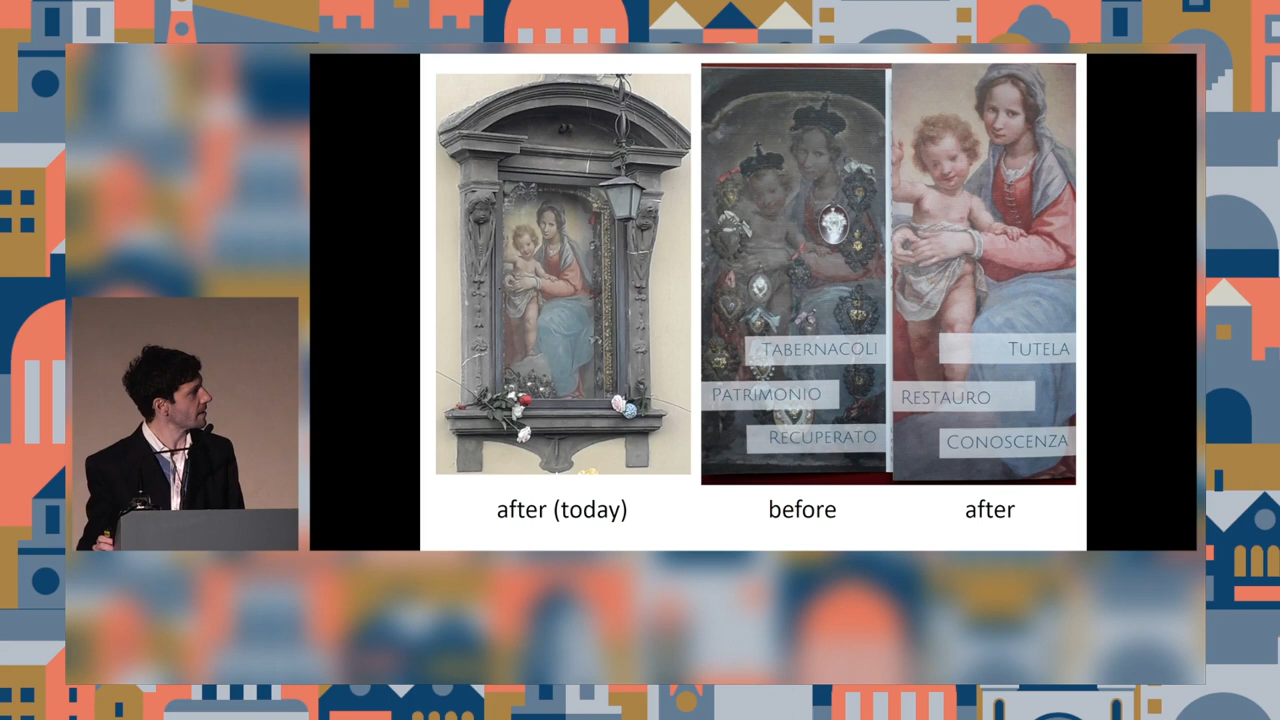 TABERNACOLI
PATRIMONIO
RECUPERATO
TUTELA
RESTAURO
CONOSCENZA
after (today)
before
after